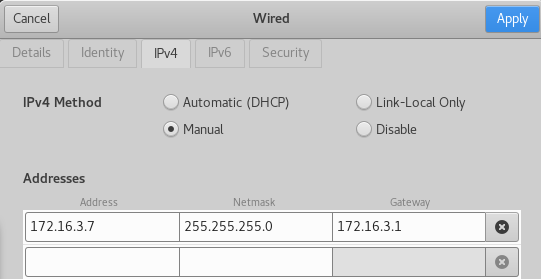 Cancel Wired Apply
Details Identity IPv4 IPv6 Security
IPv4 Method Automatic (DHCP) Link-Local Only
Manual Disable
Addresses
Address Netmask Gateway
172.16.3.7 255.255.255.0 172.16.3.1